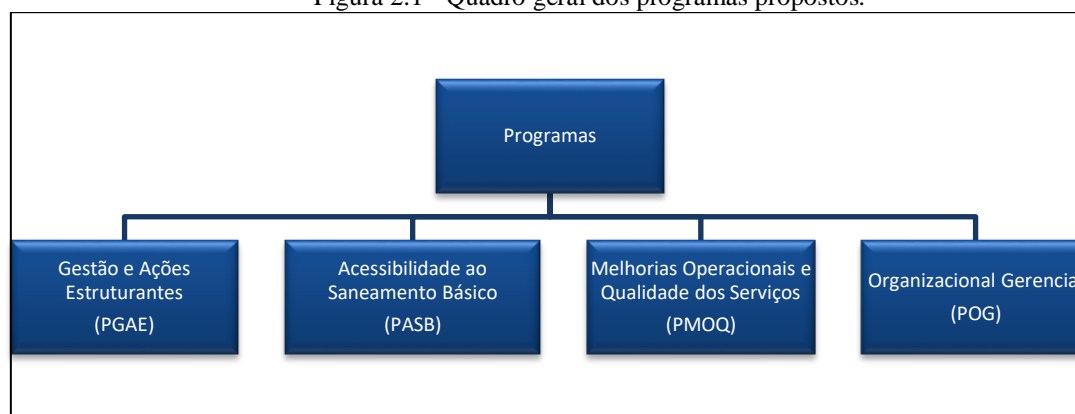 Figura 2.1 - Quadro geral dos programas propostos.
Programas
Gestão e Ações
Estruturantes
(PGAE)
Acessibilidade ao
Saneamento Básico
(PASB)
Melhorias Operacionais e
Qualidade dos Serviços
(PMOQ)
Organizacional Gerencia
(POG)